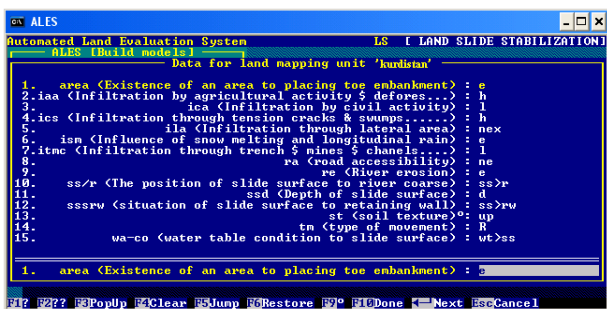 ALES
Automated Land Evaluation System LS [ LAND SLIDE STABILIZATION]
ALES [Build models]
Data for land mapping unit 'kurdistan'
1. area (Existence of an area to placing toe embankment) : e
2.iaa (Infiltration by agricultural activity $ defores...) : h
3. ica (Infiltration by civil activity) : l
4.ics (Infiltration through tension cracks & swumps......) : h
5. ila (Infiltration through lateral area) : nex
6. ism (Influence of snow melting and longitudinal rain) : e
7.itmc (Infiltration through trench $ mines $ chanels....) : l
8. ra (road accessibility) : ne
9. re (River erosion) : e
10. ss/r (The position of slide surface to river coarse) : ss>r
11. ssd (Depth of slide surface) : d
12. sssrw (situation of slide surface to retaining wall) : ss>rw
13. st (soil texture)º: up
14. tm (type of movement) : R
15. wa-co (water table condition to slide surface) : wt>ss
1. area (Existence of an area to placing toe embankment) : e
F1? F2?? F3PopUp F4Clear F5Jump F6Restore F9º F10Done ◄─┘Next EscCancel